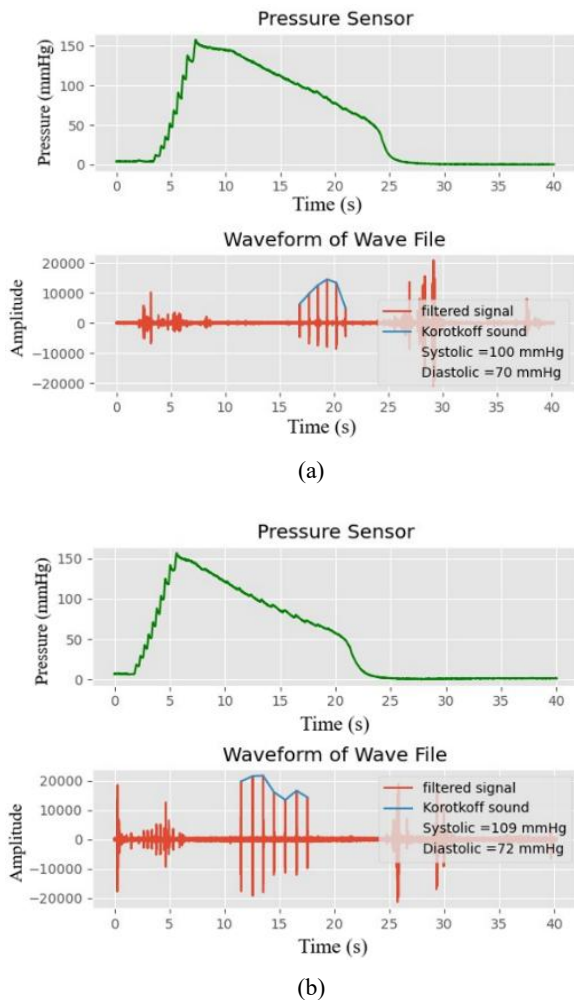 Pressure Sensor
Pressure (mmHg)
150
100
50
0
0 5 10 15 20 25 30 35 40
Time (s)
Waveform of Wave File
Amplitude
20000
10000
0
−10000
−20000
filtered signal
Korotkoff sound
Systolic =100 mmHg
Diastolic =70 mmHg
0 5 10 15 20 25 30 35 40
Time (s)
(a)
Pressure Sensor
Pressure (mmHg)
150
100
50
0
0 5 10 15 20 25 30 35 40
Time (s)
Waveform of Wave File
Amplitude
20000
10000
0
−10000
−20000
filtered signal
Korotkoff sound
Systolic =109 mmHg
Diastolic =72 mmHg
0 5 10 15 20 25 30 35 40
Time (s)
(b)